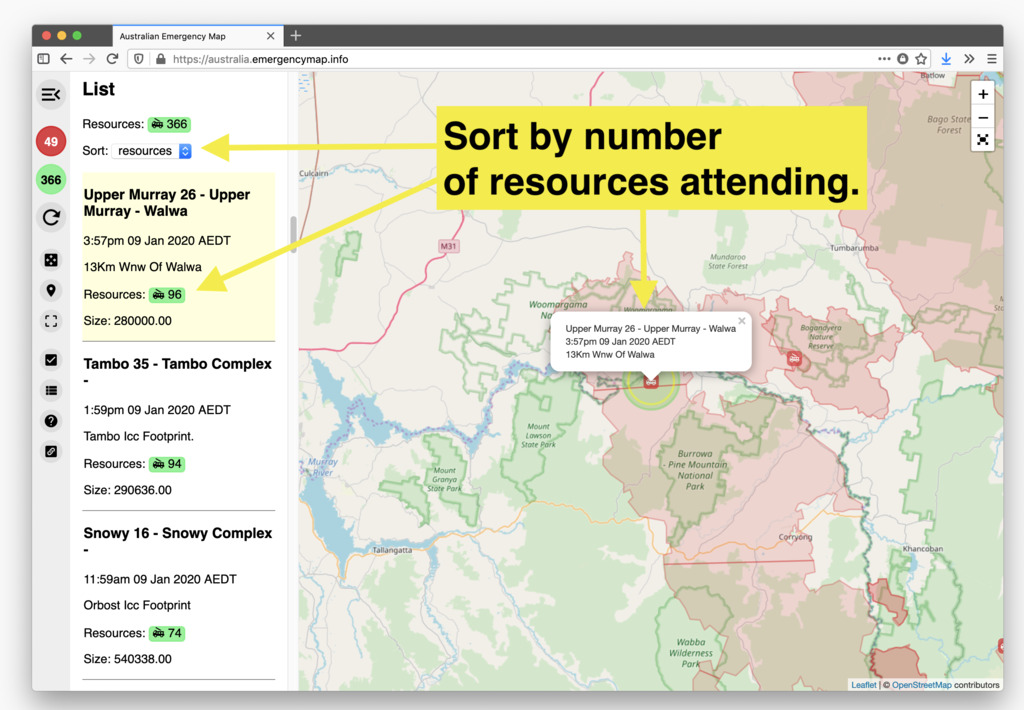 Australian Emergency Map
https://australia.emergencymap.info
List
Resources: 366
Sort: resources
49
366
Upper Murray 26 - Upper
Murray - Walwa
3:57pm 09 Jan 2020 AEDT
13Km Wnw Of Walwa
Resources: 96
Size: 280000.00
Tambo 35 - Tambo Complex
-
1:59pm 09 Jan 2020 AEDT
Tambo Icc Footprint.
Resources: 94
Size: 290636.00
Snowy 16 - Snowy Complex
-
11:59am 09 Jan 2020 AEDT
Orbost Icc Footprint
Resources: 74
Size: 540338.00
Sort by number
of resources attending.
+
−
Batlow
Bago State
Forest
Culcairn
M31
Tumbarumba
Mundaroo
State Forest
Woomargama
Woomargama
Upper Murray 26 - Upper Murray - Walwa
3:57pm 09 Jan 2020 AEDT
13Km Wnw Of Walwa
Bogandyera
Nature
Reserve
Mount
Lawson
State Park
Murray
River
Mount
Granya
State Park
Burrowa
- Pine Mountain
National
Park
Corryong
Khancoban
Tallangatta
Wabba
Wilderness
Park
Leaflet | © OpenStreetMap contributors